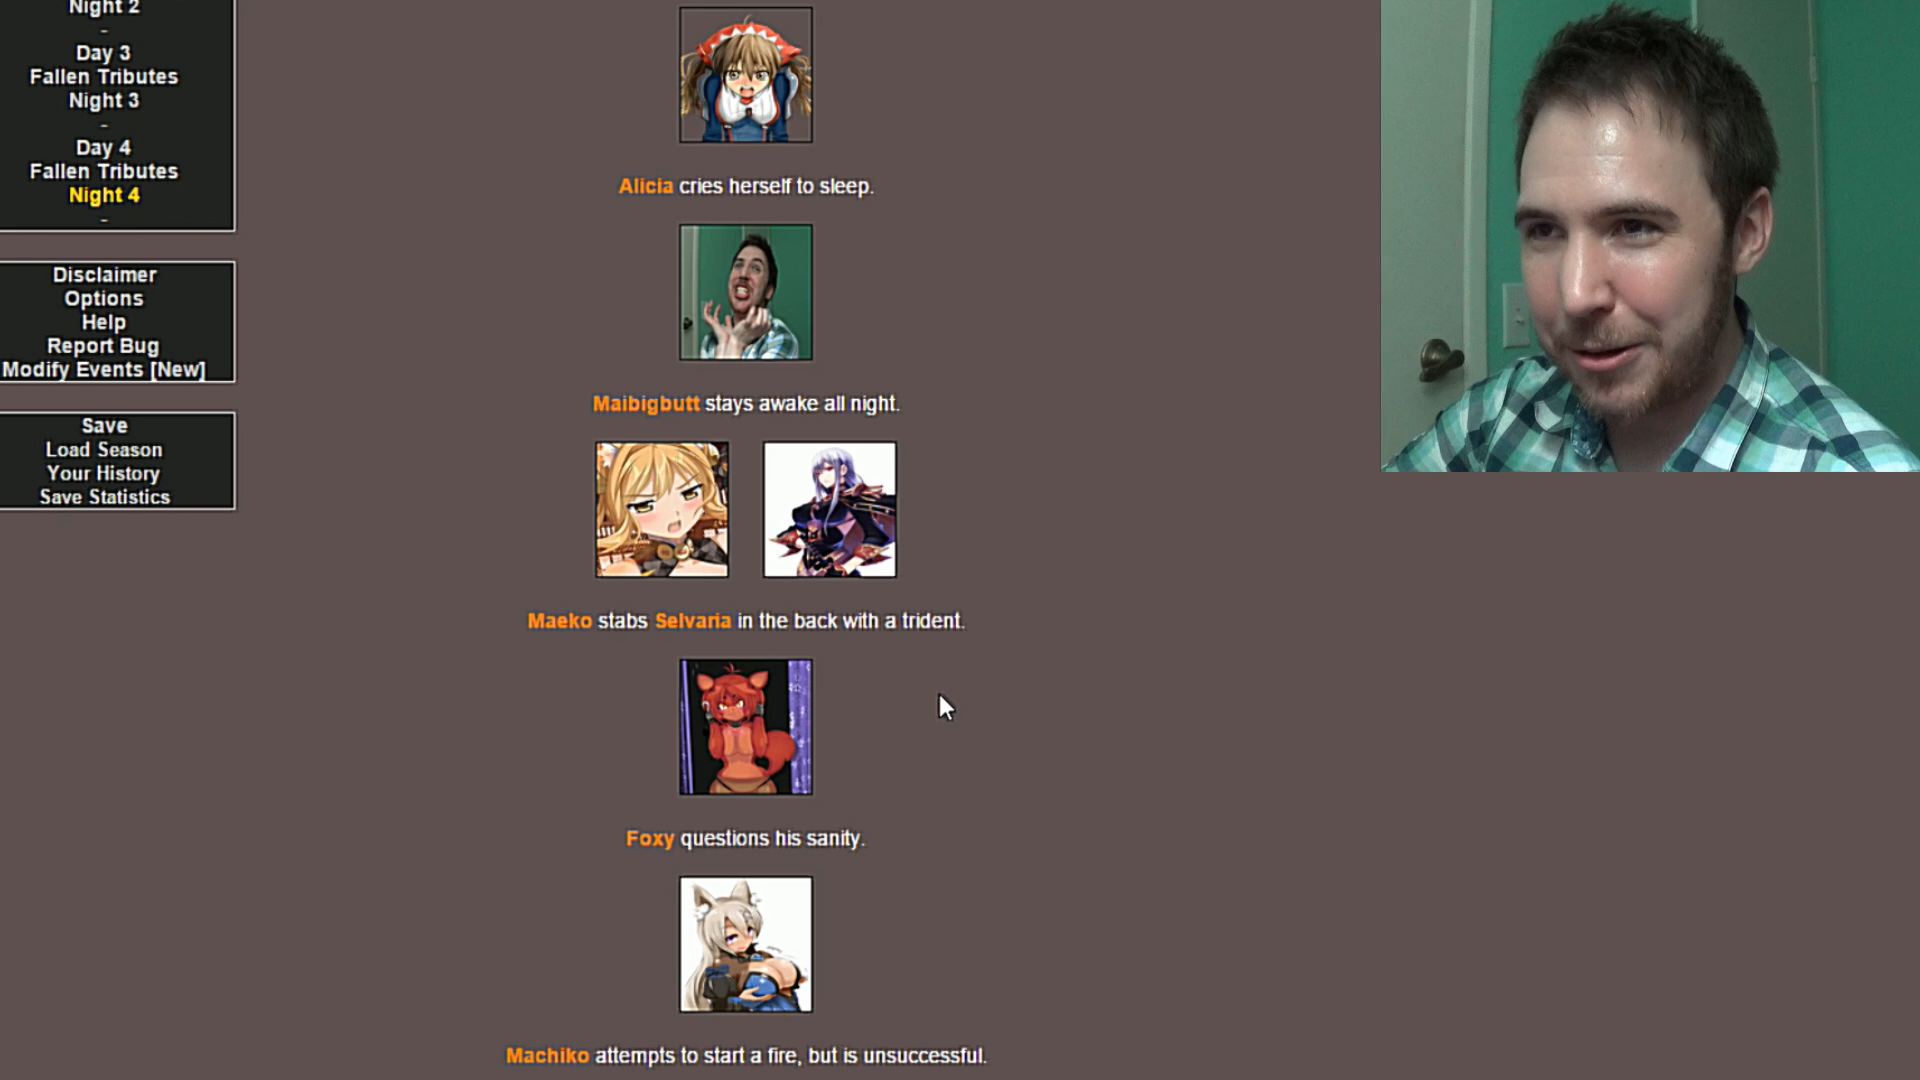 Night 2
-
Day 3
Fallen Tributes
Night 3
-
Day 4
Fallen Tributes
Night 4
-
Disclaimer
Options
Help
Report Bug
Modify Events [New]
Save
Load Season
Your History
Save Statistics
Alicia cries herself to sleep.
Maibigbutt stays awake all night.
Maeko stabs Selvaria in the back with a trident.
Foxy questions his sanity.
Machiko attempts to start a fire, but is unsuccessful.